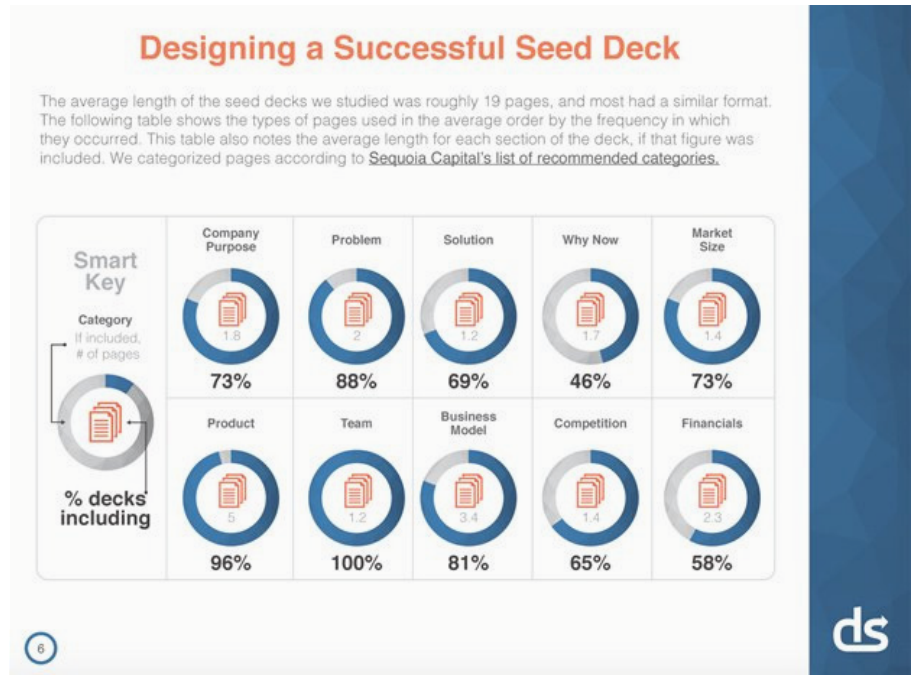 Designing a Successful Seed Deck
The average length of the seed decks we studied was roughly 19 pages, and most had a similar format.
The following table shows the types of pages used in the average order by the frequency in which
they occurred. This table also notes the average length for each section of the deck, if that figure was
included. We categorized pages according to Sequoia Capital's list of recommended categories.
Smart
Key
Category
If included,
# of pages
% decks
including
Company
Purpose
1.8
73%
Problem
2
88%
Solution
1.2
69%
Why Now
1.7
46%
Market
Size
1.4
73%
Product
5
96%
Team
1.2
100%
Business
Model
3.4
81%
Competition
1.4
65%
Financials
2.3
58%
6
ds